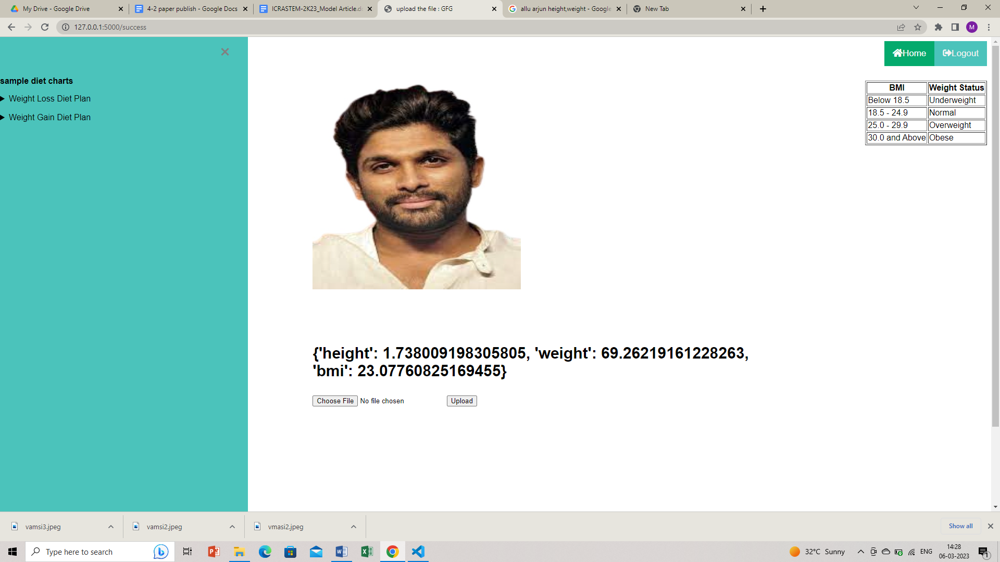 My Drive - Google Drive
4-2 paper publish - Google Docs
ICRASTEM-2K23_Model Article.d
upload the file : GFG
allu arjun height,weight - Google
New Tab
127.0.0.1:5000/success
M
Home
Logout
sample diet charts
Weight Loss Diet Plan
Weight Gain Diet Plan
BMI Weight Status
Below 18.5 Underweight
18.5 - 24.9 Normal
25.0 - 29.9 Overweight
30.0 and Above Obese
{'height': 1.738009198305805, 'weight': 69.26219161228263,
'bmi': 23.07760825169455}
Choose File No file chosen Upload
vamsi3.jpeg
vamsi2.jpeg
vmasi2.jpeg
Show all
Type here to search
32°C Sunny
ENG
14:28
06-03-2023
1